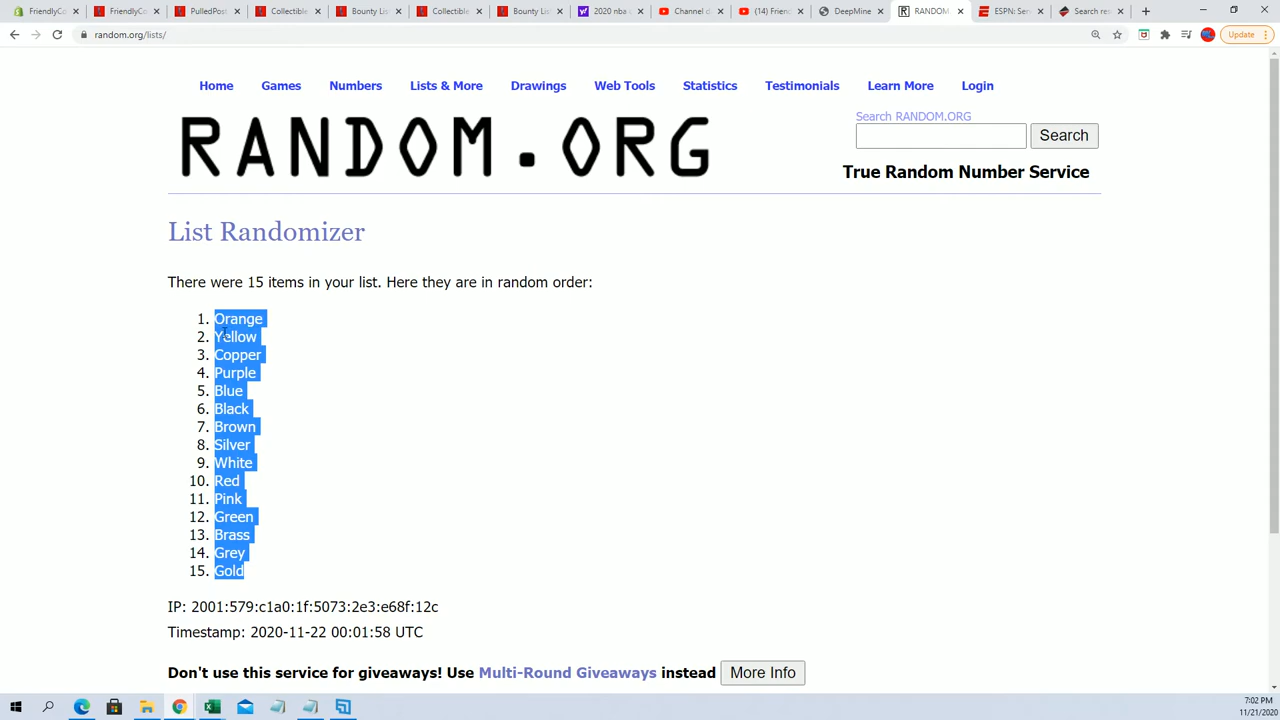 FriendlyCo
FriendlyCo
PulledPost
Collectible
Bounty List
Collectible
Bounty List
2020 nba
Channel d
(14) Friend
DeepMine
RANDOM
ESPN: Serv
Search res
random.org/lists/
Update
Home Games Numbers Lists & More Drawings Web Tools Statistics Testimonials Learn More Login
RANDOM.ORG
Search RANDOM.ORG
Search
True Random Number Service
List Randomizer
There were 15 items in your list. Here they are in random order:
1. Orange
2. Yellow
3. Copper
4. Purple
5. Blue
6. Black
7. Brown
8. Silver
9. White
10. Red
11. Pink
12. Green
13. Brass
14. Grey
15. Gold
IP: 2001:579:c1a0:1f:5073:2e3:e68f:12c
Timestamp: 2020-11-22 00:01:58 UTC
Don't use this service for giveaways! Use Multi-Round Giveaways instead More Info
7:02 PM
11/21/2020